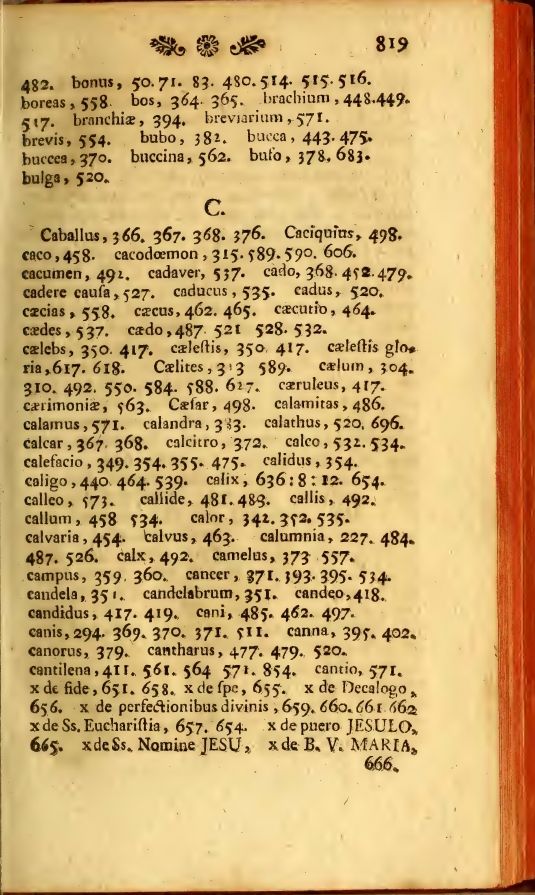 819
482. bonus, 50. 71. 83. 480. 514. 515. 516.
boreas, 558. bos, 364. 365. brachium, 448. 449.
517. branchiæ, 394. breviarium, 571.
brevis, 554. bubo, 382. bucca, 443. 475.
buccea, 370. buccina, 562. bufo, 378. 683.
bulga, 520.
C.
Caballus, 366. 367. 368. 376. Caciquius, 498.
caco, 458. cacodœmon, 315. 589. 590. 606.
cacumen, 492. cadaver, 537. cado, 368. 452. 479.
cadere causa, 527. caducus, 535. cadus, 520.
cæcias, 558. cæcus, 462. 465. cæcutio, 464.
cædes, 537. cædo, 487. 521 528. 532.
cælebs, 350. 417. cæleſtis, 350. 417. cæleſtis glo-
ria, 617. 618. Cælites, 313 589. cælum, 304.
310. 492. 550. 584. 588. 627. cæruleus, 417.
cærimoniæ, 563. Cæſar, 498. calamitas, 486.
calamus, 571. calandra, 383. calathus, 520. 696.
calcar, 367. 368. calcitro, 372. calco, 532. 534.
calefacio, 349. 354. 355. 475. calidus, 354.
caligo, 440. 464. 539. calix, 636: 8: 12. 654.
calleo, 573. callide, 481. 489. callis, 492.
callum, 458 534. calor, 342. 352. 535.
calvaria, 454. calvus, 463. calumnia, 227. 484.
487. 526. calx, 492. camelus, 373 557.
campus, 359. 360. cancer, 371. 393. 395. 534.
candela, 351. candelabrum, 351. candeo, 418.
candidus, 417. 419. cani, 485. 462. 497.
canis, 294. 369. 370. 371. 511. canna, 395. 402.
canorus, 379. cantharus, 477. 479. 520.
cantilena, 411. 561. 564 571. 854. cantio, 571.
x de fide, 651. 658. x de ſpe, 655. x de Decalogo,
656. x de perfectionibus divinis, 659. 660. 661 662
x de Ss. Euchariſtia, 657. 654. x de puero JESULO,
665. x de Ss. Nomine JESU, x de B. V. MARIA,
666.